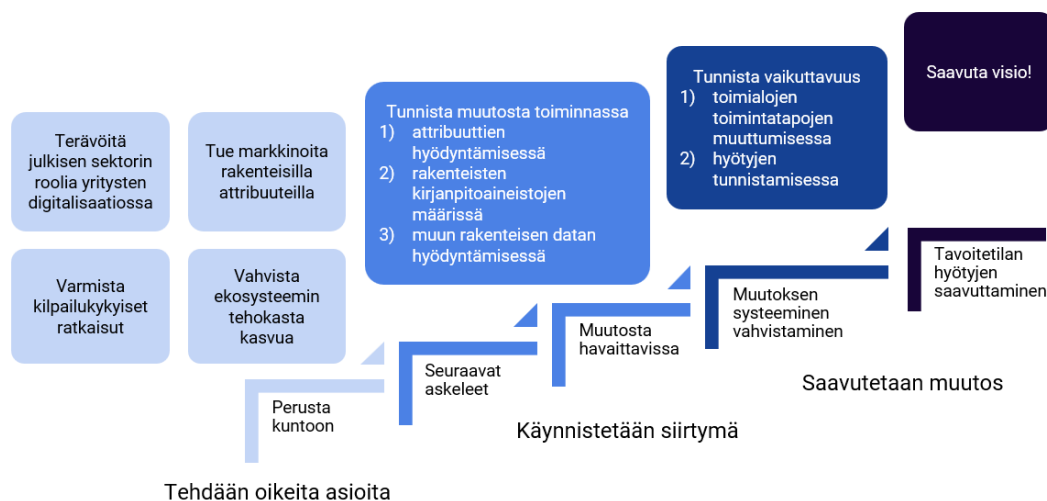 Terävöitä
julkisen sektorin
roolia yritysten
digitalisaatiossa
Tue markkinoita
rakenteisilla
attribuuteilla
Varmista
kilpailukykyiset
ratkaisut
Vahvista
ekosysteemin
tehokasta
kasvua
Tunnista muutosta toiminnassa
1) attribuuttien
hyödyntämisessä
2) rakenteisten
kirjanpitoaineistojen
määrissä
3) muun rakenteisen datan
hyödyntämisessä
Tunnista vaikuttavuus
1) toimialojen
toimintatapojen
muuttumisessa
2) hyötyjen
tunnistamisessa
Saavuta visio!
Perusta
kuntoon
Seuraavat
askeleet
Muutosta
havaittavissa
Muutoksen
systeeminen
vahvistaminen
Tavoitetilan
hyötyjen
saavuttaminen
Tehdään oikeita asioita
Käynnistetään siirtymä
Saavutetaan muutos